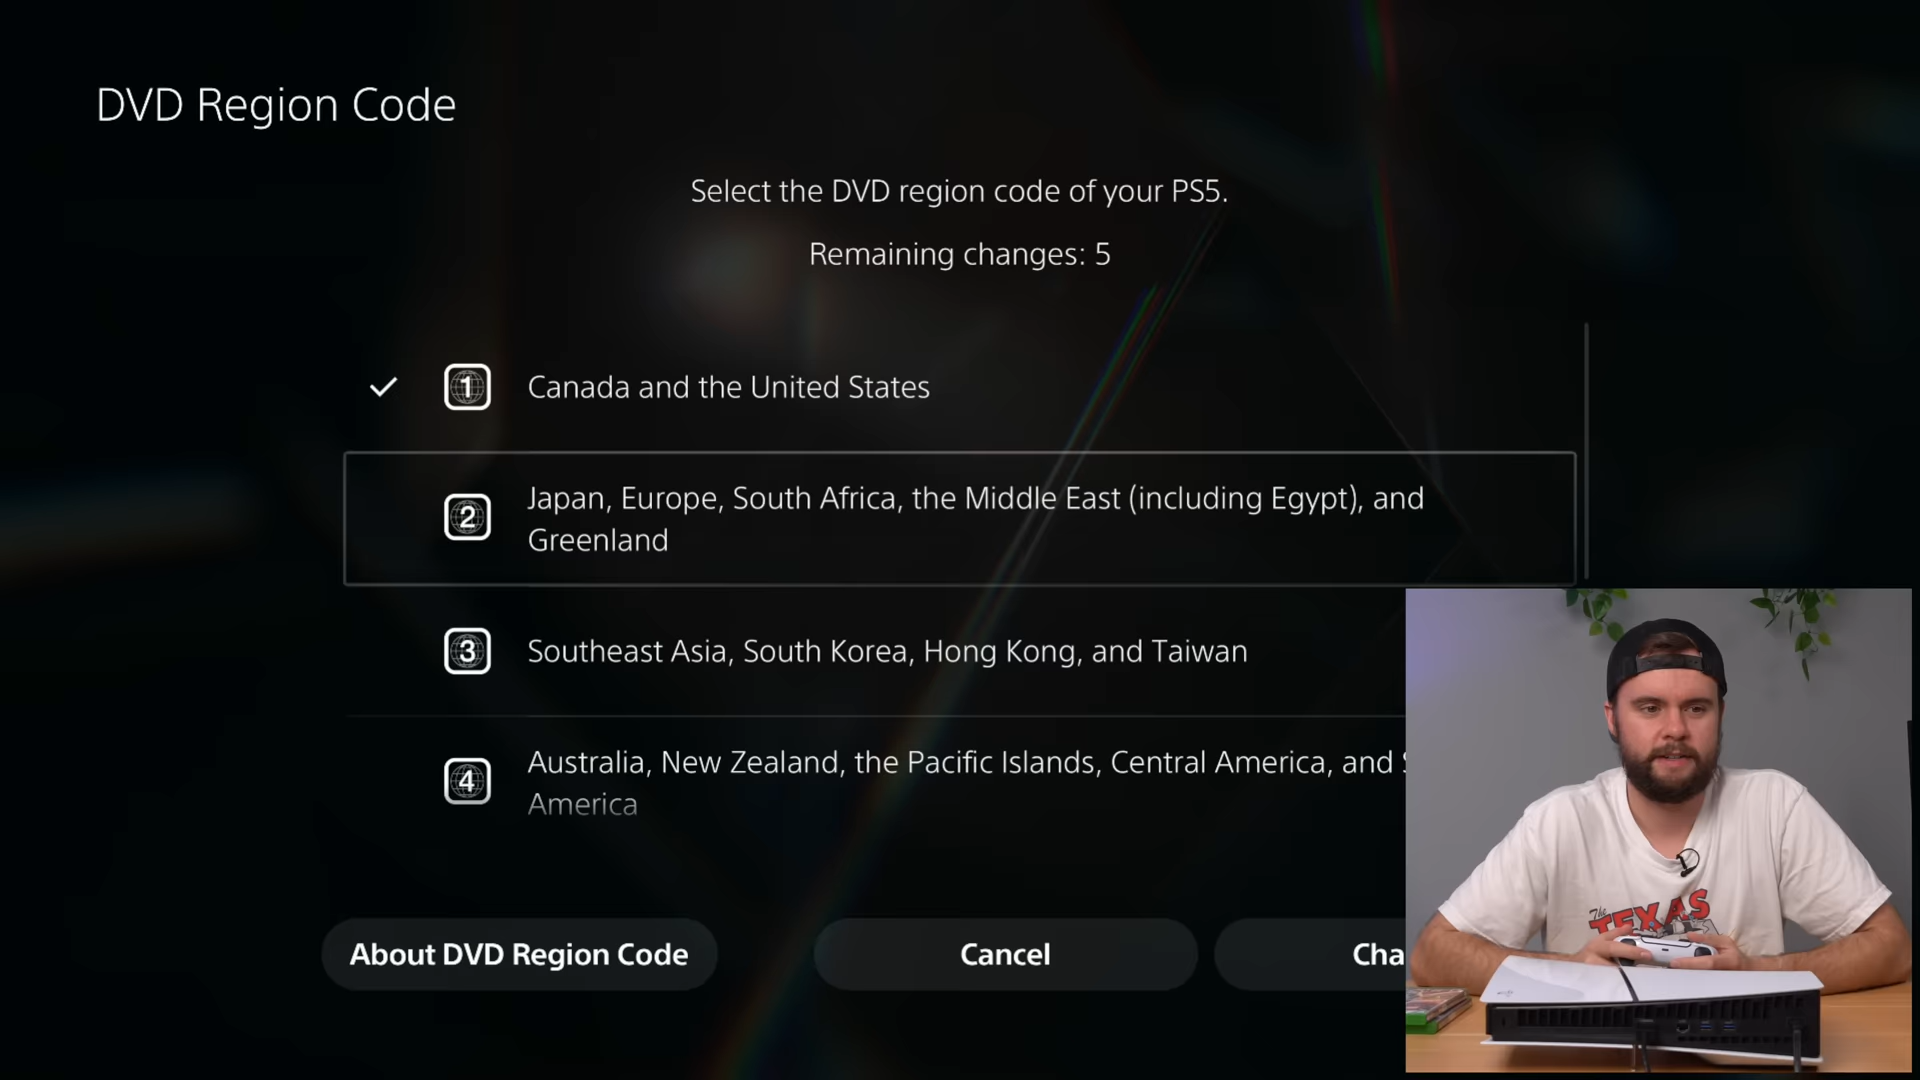 DVD Region Code
Select the DVD region code of your PS5.
Remaining changes: 5
1 Canada and the United States
2 Japan, Europe, South Africa, the Middle East (including Egypt), and
Greenland
3 Southeast Asia, South Korea, Hong Kong, and Taiwan
4 Australia, New Zealand, the Pacific Islands, Central America, and
America
About DVD Region Code
Cancel
Cha
The
TEXAS